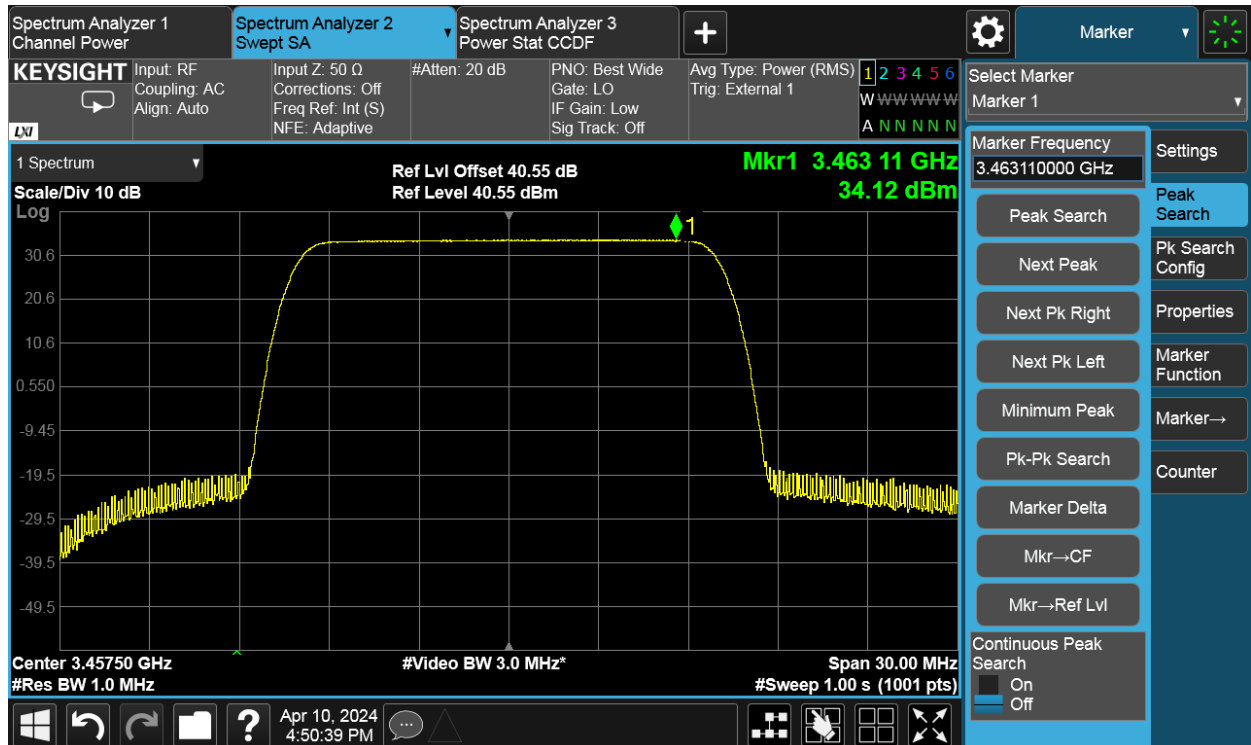 Spectrum Analyzer 1
Channel Power
Spectrum Analyzer 2
Swept SA
Spectrum Analyzer 3
Power Stat CCDF
+
Marker
KEYSIGHT
LXI
Input: RF
Coupling: AC
Align: Auto
Input Z: 50 Ω
Corrections: Off
Freq Ref: Int (S)
NFE: Adaptive
#Atten: 20 dB
PNO: Best Wide
Gate: LO
IF Gain: Low
Sig Track: Off
Avg Type: Power (RMS)
Trig: External 1
1 2 3 4 5 6
W W W W W W
A N N N N N
Select Marker
Marker 1
1 Spectrum
Scale/Div 10 dB
Log
Ref Lvl Offset 40.55 dB
Ref Level 40.55 dBm
Mkr1 3.463 11 GHz
34.12 dBm
1
30.6
20.6
10.6
0.550
-9.45
-19.5
-29.5
-39.5
-49.5
Center 3.45750 GHz
#Res BW 1.0 MHz
#Video BW 3.0 MHz*
Span 30.00 MHz
#Sweep 1.00 s (1001 pts)
Marker Frequency
3.463110000 GHz
Peak Search
Next Peak
Next Pk Right
Next Pk Left
Minimum Peak
Pk-Pk Search
Marker Delta
Mkr→CF
Mkr→Ref Lvl
Continuous Peak
Search
On
Off
Settings
Peak
Search
Pk Search
Config
Properties
Marker
Function
Marker→
Counter
?
Apr 10, 2024
4:50:39 PM